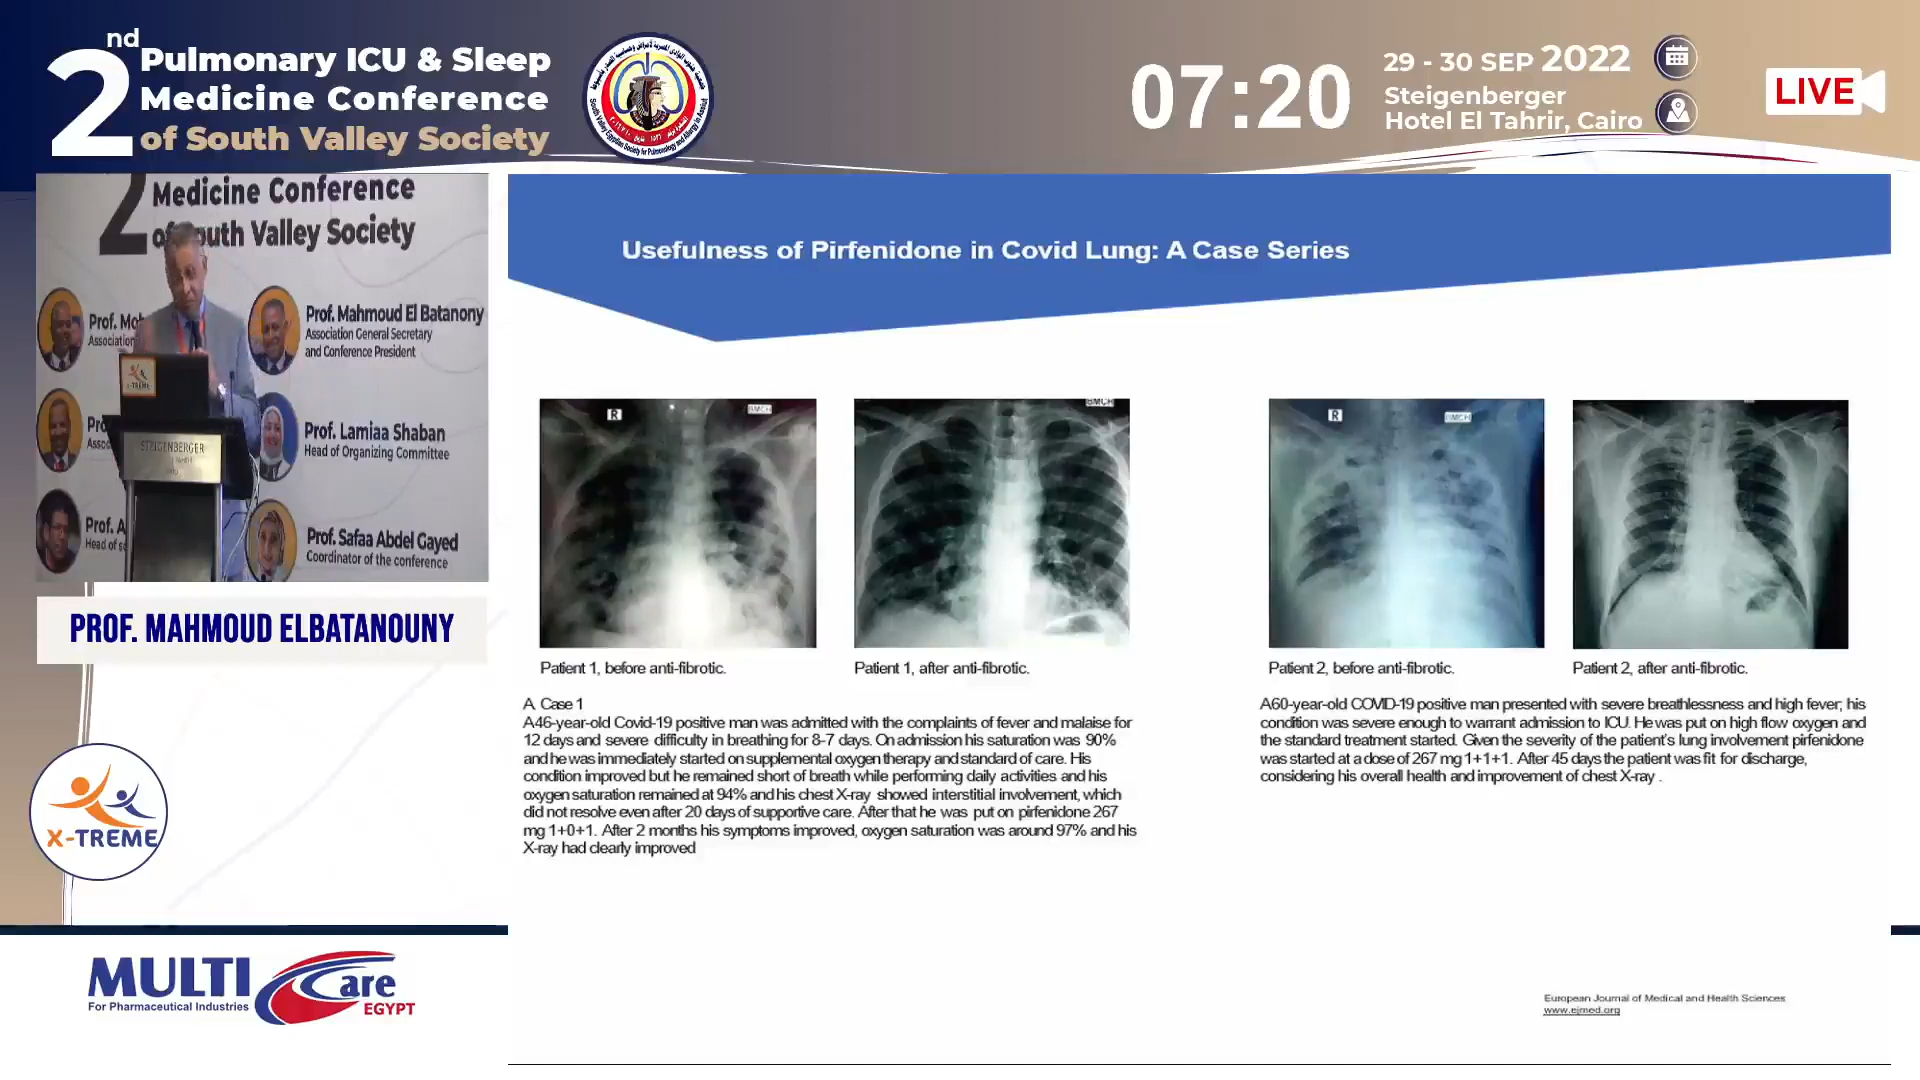 2nd
Pulmonary ICU & Sleep
Medicine Conference
of South Valley Society
07:20
29 - 30 SEP 2022
Steigenberger
Hotel El Tahrir, Cairo
LIVE
2
Medicine Conference
of South Valley Society
Prof. Mahmoud El Batanony
Association General Secretary
and Conference President
Prof. Lamiaa Shaban
Head of Organizing Committee
Prof. Safaa Abdel Gayed
Coordinator of the conference
X-TREME
STEIGENBERGER
PROF. MAHMOUD ELBATANOUNY
X-TREME
MULTI Care
For Pharmaceutical Industries
EGYPT
Usefulness of Pirfenidone in Covid Lung: A Case Series
R
BMCH
BMCH
R
BMCH
Patient 1, before anti-fibrotic.
Patient 1, after anti-fibrotic.
Patient 2, before anti-fibrotic.
Patient 2, after anti-fibrotic.
A. Case 1
A 46-year-old Covid-19 positive man was admitted with the complaints of fever and malaise for
12 days and severe difficulty in breathing for 8-7 days. On admission his saturation was 90%
and he was immediately started on supplemental oxygen therapy and standard of care. His
condition improved but he remained short of breath while performing daily activities and his
oxygen saturation remained at 94% and his chest X-ray showed interstitial involvement, which
did not resolve even after 20 days of supportive care. After that he was put on pirfenidone 267
mg 1+0+1. After 2 months his symptoms improved, oxygen saturation was around 97% and his
X-ray had clearly improved
A 60-year-old COVID-19 positive man presented with severe breathlessness and high fever; his
condition was severe enough to warrant admission to ICU. He was put on high flow oxygen and
the standard treatment started. Given the severity of the patient's lung involvement pirfenidone
was started at a dose of 267 mg 1+1+1. After 45 days the patient was fit for discharge,
considering his overall health and improvement of chest X-ray .
European Journal of Medical and Health Sciences
www.ejmed.org